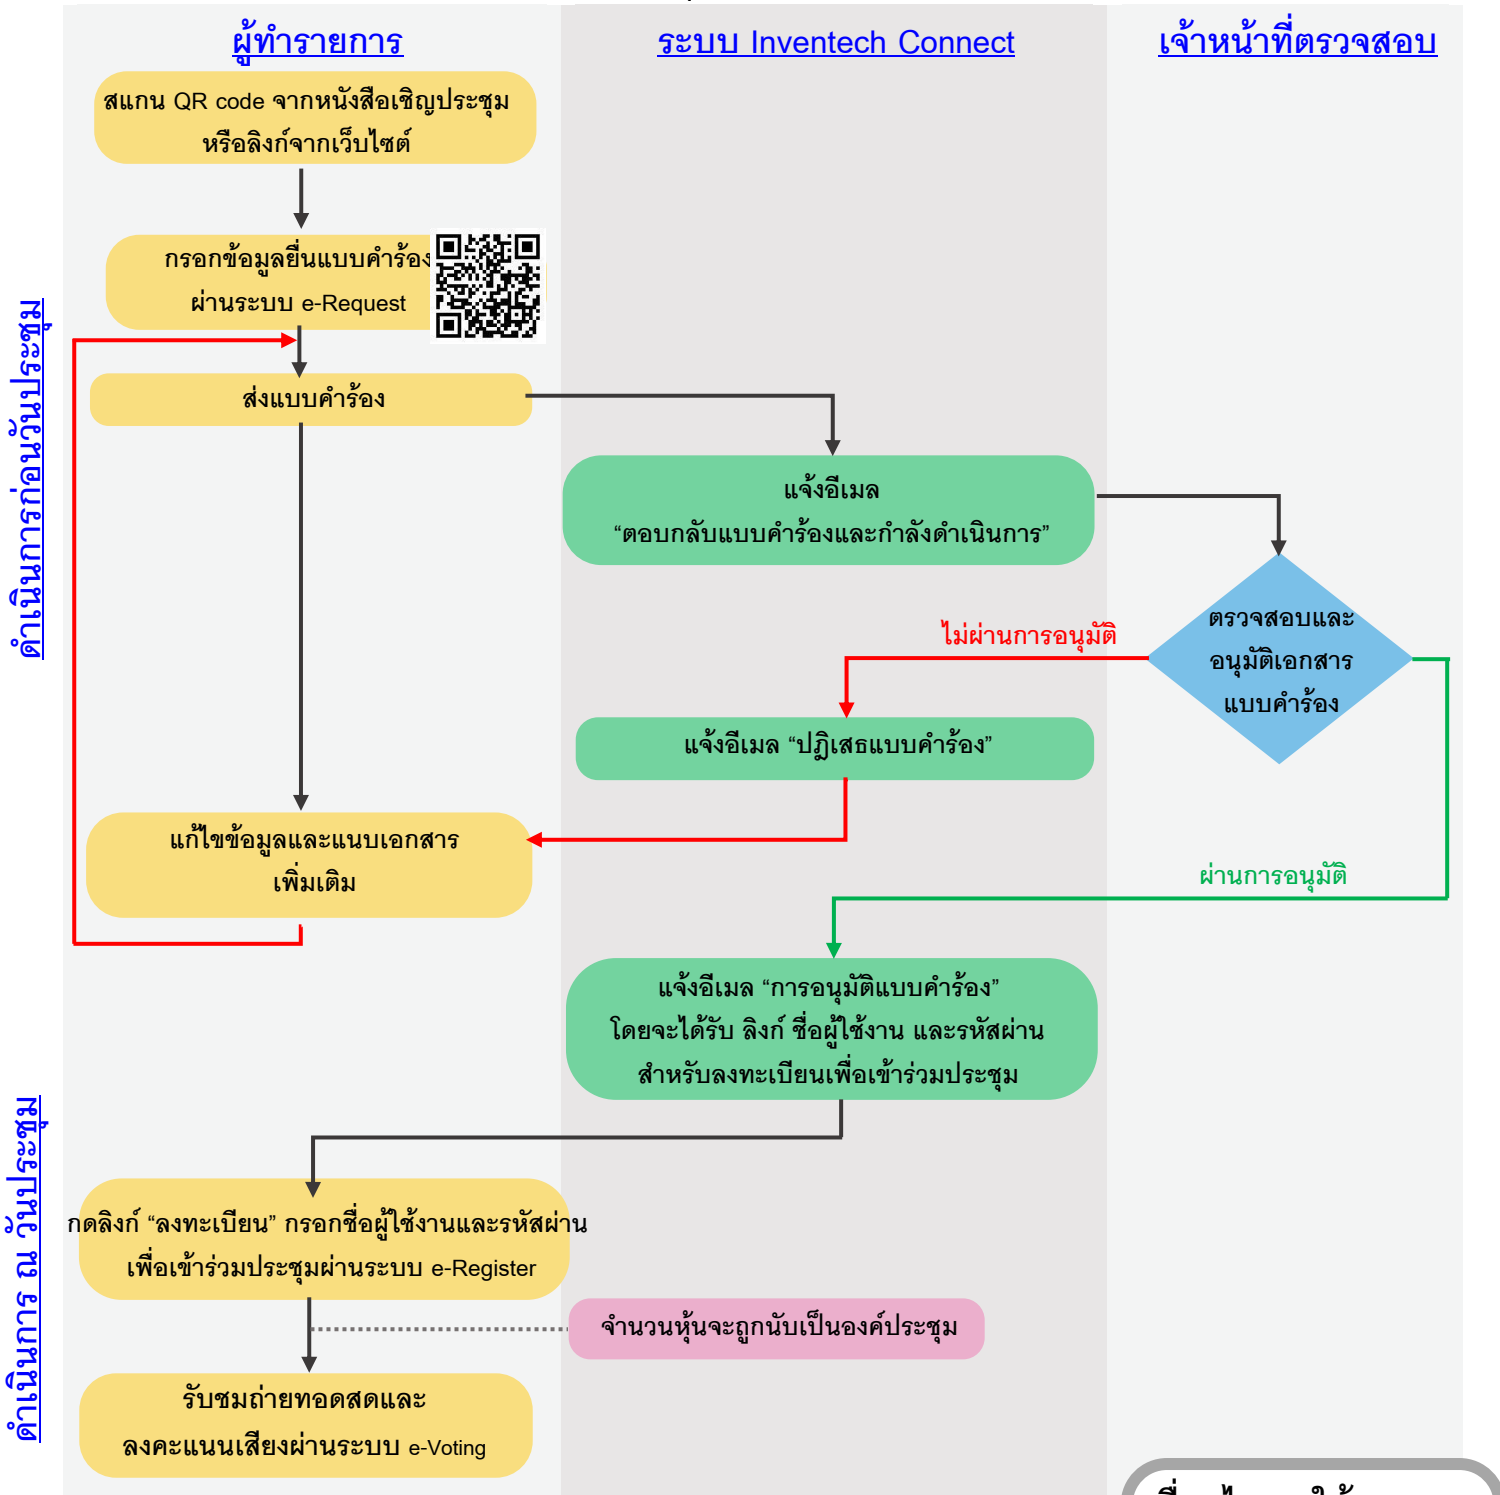 ผู้ทำรายการ
ระบบ Inventech Connect
เจ้าหน้าที่ตรวจสอบ
ดำเนินการก่อนวันประชุม
สแกน QR code จากหนังสือเชิญประชุม
หรือลิงก์จากเว็บไซต์
กรอกข้อมูลยื่นแบบคำร้อง
ผ่านระบบ e-Request
ส่งแบบคำร้อง
แจ้งอีเมล
“ตอบกลับแบบคำร้องและกำลังดำเนินการ”
ตรวจสอบและ
อนุมัติเอกสาร
แบบคำร้อง
ไม่ผ่านการอนุมัติ
แจ้งอีเมล “ปฎิเสธแบบคำร้อง”
แก้ไขข้อมูลและแนบเอกสาร
เพิ่มเติม
ผ่านการอนุมัติ
แจ้งอีเมล “การอนุมัติแบบคำร้อง”
โดยจะได้รับ ลิงก์ ชื่อผู้ใช้งาน และรหัสผ่าน
สำหรับลงทะเบียนเพื่อเข้าร่วมประชุม
ดำเนินการ ณ วันประชุม
กดลิงก์ “ลงทะเบียน” กรอกชื่อผู้ใช้งานและรหัสผ่าน
เพื่อเข้าร่วมประชุมผ่านระบบ e-Register
จำนวนหุ้นจะถูกนับเป็นองค์ประชุม
รับชมถ่ายทอดสดและ
ลงคะแนนเสียงผ่านระบบ e-Voting